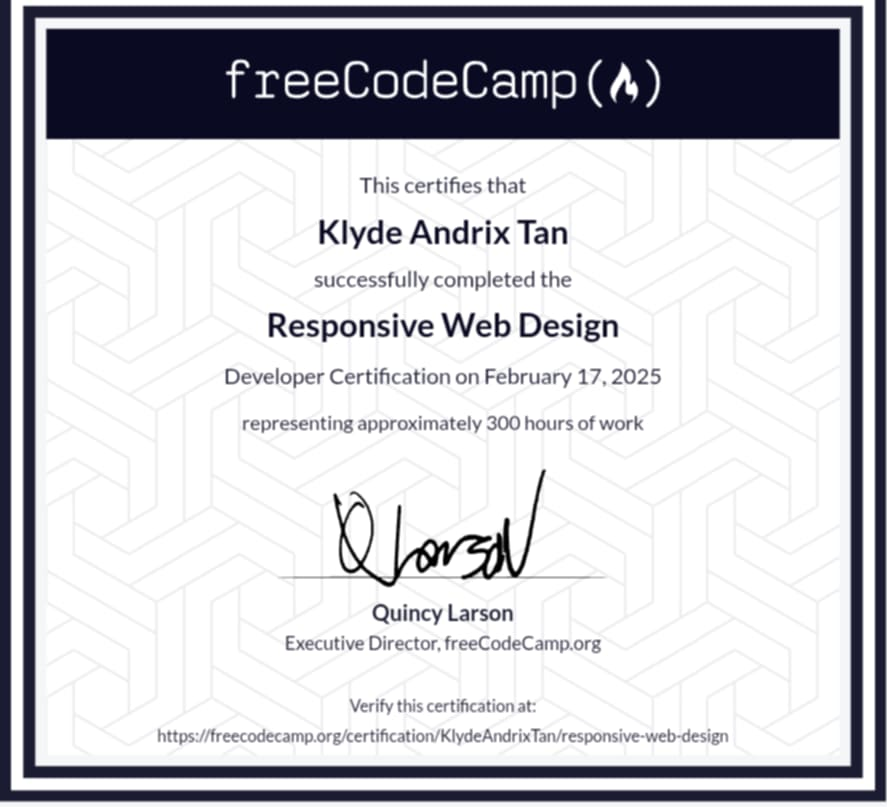 freeCodeCamp
This certifies that
Klyde Andrix Tan
successfully completed the
Responsive Web Design
Developer Certification on February 17, 2025
representing approximately 300 hours of work
Q Larson
Quincy Larson
Executive Director, freeCodeCamp.org
Verify this certification at:
https://freecodecamp.org/certification/KlydeAndrixTan/responsive-web-design